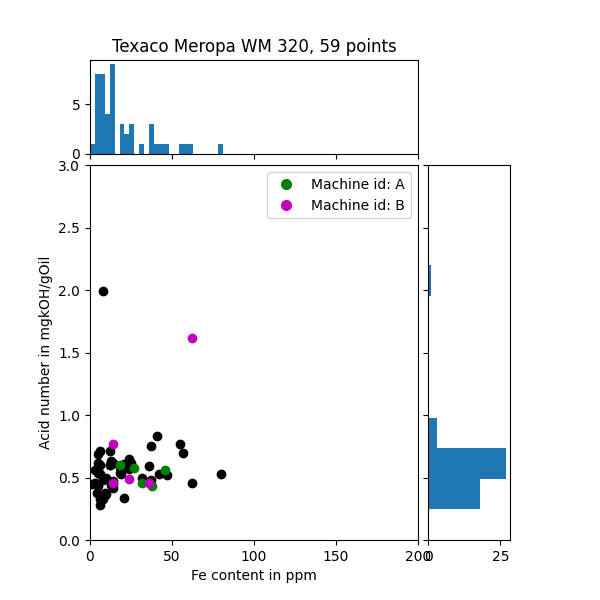 Texaco Meropa WM 320, 59 points
5
0
3.0
2.5
2.0
1.5
1.0
0.5
0.0
Acid number in mgkOH/gOil
Machine id: A
Machine id: B
0 50 100 150 200
0 25
Fe content in ppm